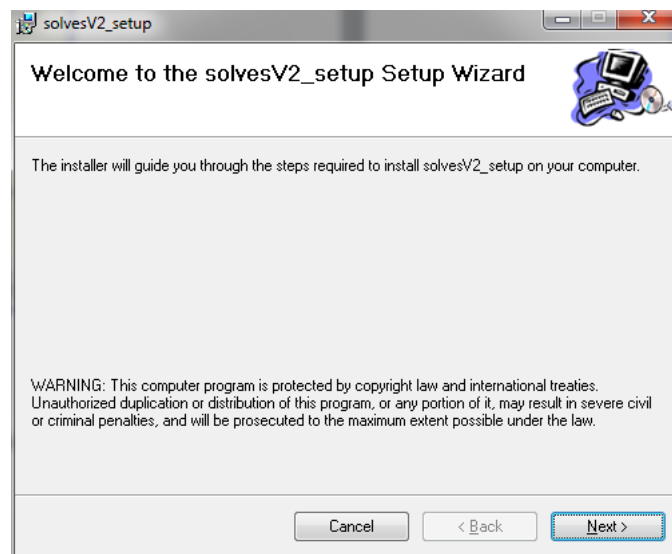 solvesV2_setup
Welcome to the solvesV2_setup Setup Wizard
The installer will guide you through the steps required to install solvesV2_setup on your computer.
WARNING: This computer program is protected by copyright law and international treaties.
Unauthorized duplication or distribution of this program, or any portion of it, may result in severe civil
or criminal penalties, and will be prosecuted to the maximum extent possible under the law.
Cancel
< Back
Next >